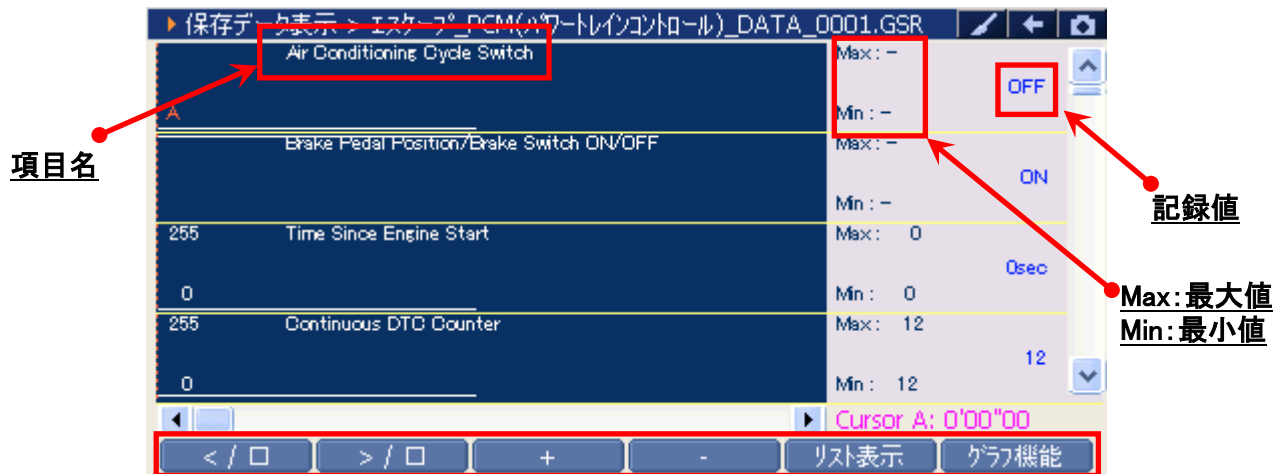 保存データ表示 > エスケープ_PCM(パワートレインコントロール)_DATA_0001.GSR
Air Conditioning Cycle Switch
Max : -
OFF
A
Min : -
項目名
Brake Pedal Position/Brake Switch ON/OFF
Max : -
ON
Min : -
記録値
255 Time Since Engine Start
Max : 0
0sec
0
Min : 0
Max:最大値
Min:最小値
255 Continuous DTC Counter
Max : 12
12
0
Min : 12
Cursor A: 0'00"00
< / ロ > / ロ + - リスト表示 グラフ機能